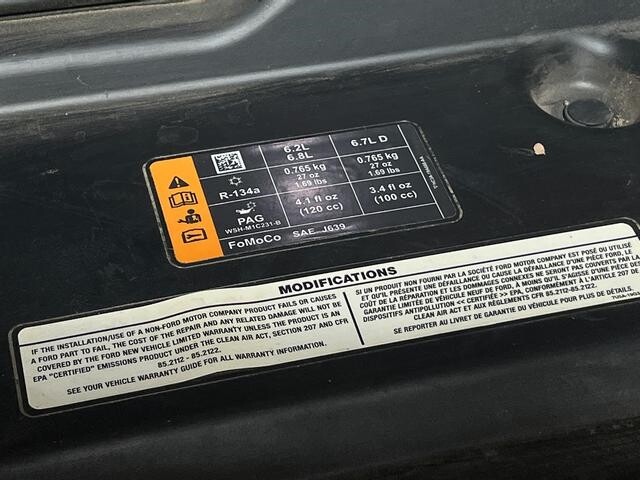 6.2L
6.8L
6.7L D
R-134a
0.765 kg
27 oz
1.69 lbs
0.765 kg
27 oz
1.69 lbs
PAG
WSH-M1C231-B
4.1 fl oz
(120 cc)
3.4 fl oz
(100 cc)
FoMoCo SAE J639
MODIFICATIONS
IF THE INSTALLATION/USE OF A NON-FORD MOTOR COMPANY PRODUCT FAILS OR CAUSES
A FORD PART TO FAIL, THE COST OF THE REPAIR AND ANY RELATED DAMAGE WILL NOT BE
COVERED BY THE FORD NEW VEHICLE LIMITED WARRANTY UNLESS THE PRODUCT IS AN
EPA "CERTIFIED" EMISSIONS PRODUCT UNDER THE CLEAN AIR ACT, SECTION 207 AND CFR
85.2112 - 85.2122.
SEE YOUR VEHICLE WARRANTY GUIDE FOR ALL WARRANTY INFORMATION.
SI UN PRODUIT NON FOURNI PAR LA SOCIÉTÉ FORD MOTOR COMPANY EST POSÉ OU UTILISÉ
ET QU'IL PRÉSENTE UNE DÉFAILLANCE OU CAUSE LA DÉFAILLANCE D'UNE PIÈCE FORD, LE
COÛT DE LA RÉPARATION ET LES DOMMAGES CONNEXES NE SERONT PAS COUVERTS PAR LA
GARANTIE LIMITÉE DE VÉHICULE NEUF DE FORD, À MOINS QU'IL S'AGISSE D'UNE PIÈCE DES
DISPOSITIFS ANTIPOLLUTION << CERTIFIÉE >> EPA, CONFORMÉMENT À L'ARTICLE 207 DE
CLEAN AIR ACT ET AUX RÈGLEMENTS CFR 85.2112-85.2122.
SE REPORTER AU LIVRET DE GARANTIE DU VÉHICULE POUR PLUS DE DÉTAILS.